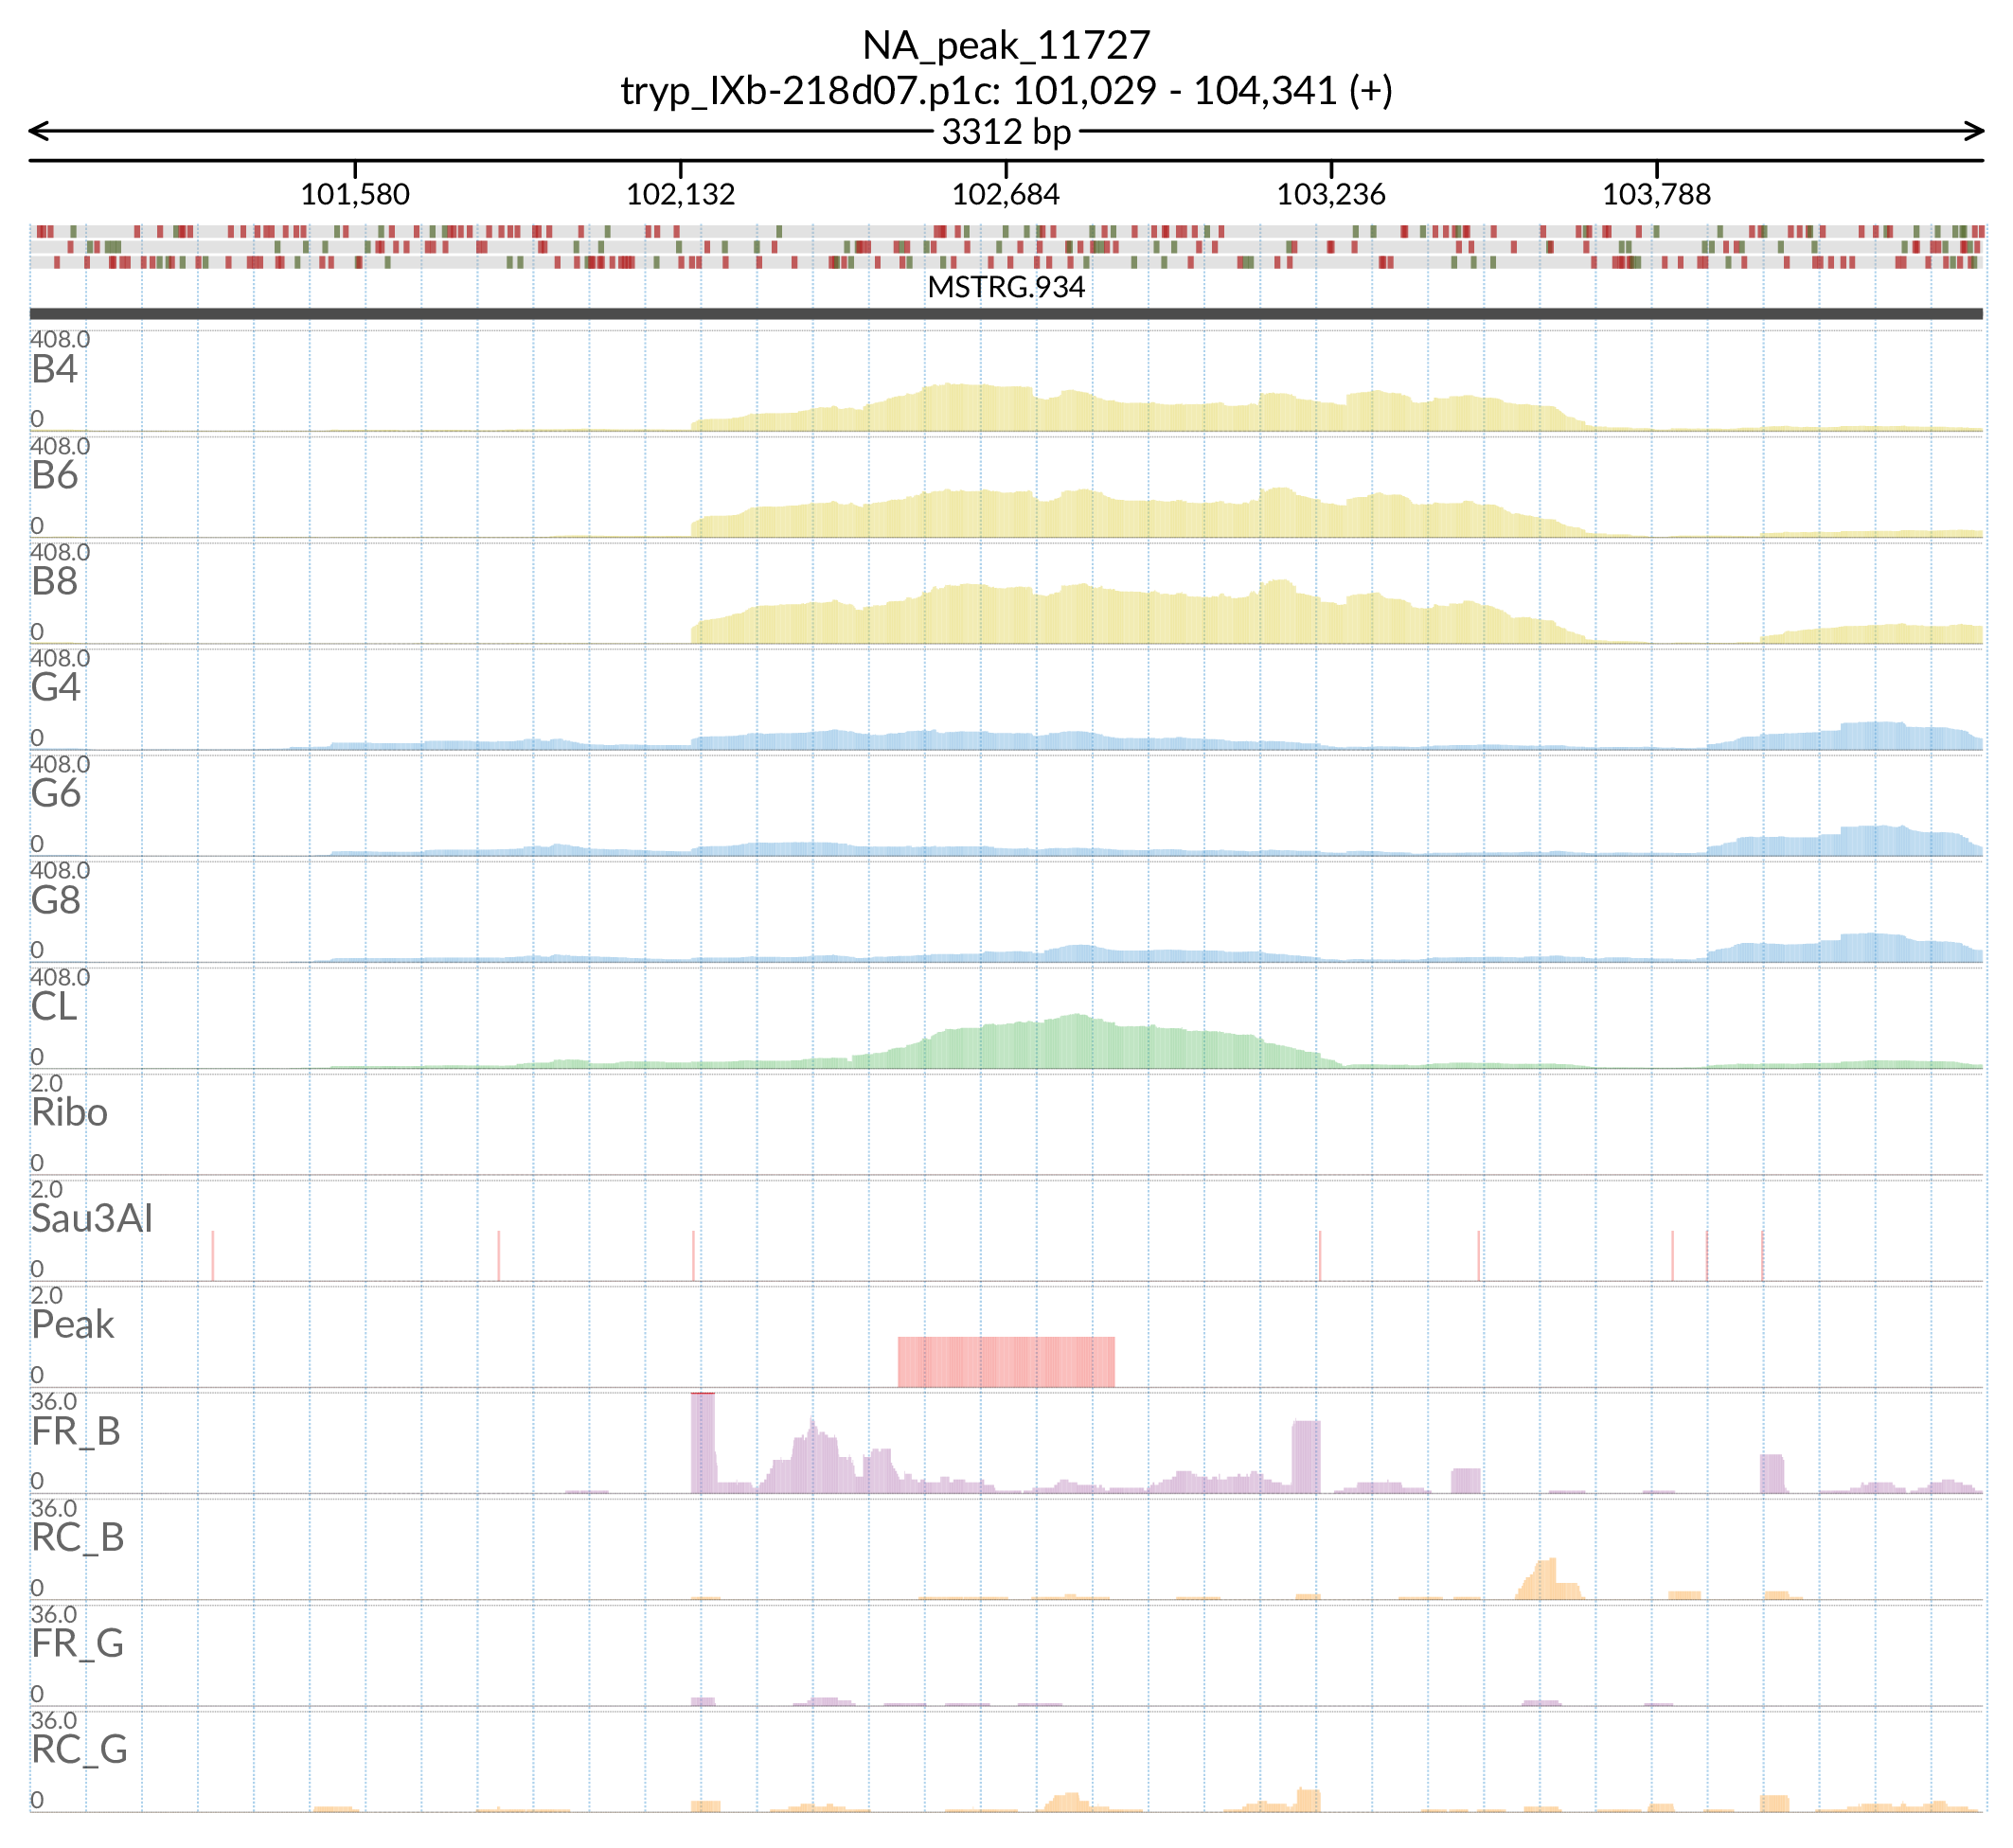 NA_peak_11727
tryp_IXb-218d07.p1c: 101,029 - 104,341 (+)
3312 bp
101,580 102,132 102,684 103,236 103,788
MSTRG.934
408.0
B4
0
408.0
B6
0
408.0
B8
0
408.0
G4
0
408.0
G6
0
408.0
G8
0
408.0
CL
0
2.0
Ribo
0
2.0
Sau3AI
0
2.0
Peak
0
36.0
FR_B
0
36.0
RC_B
0
36.0
FR_G
0
36.0
RC_G
0